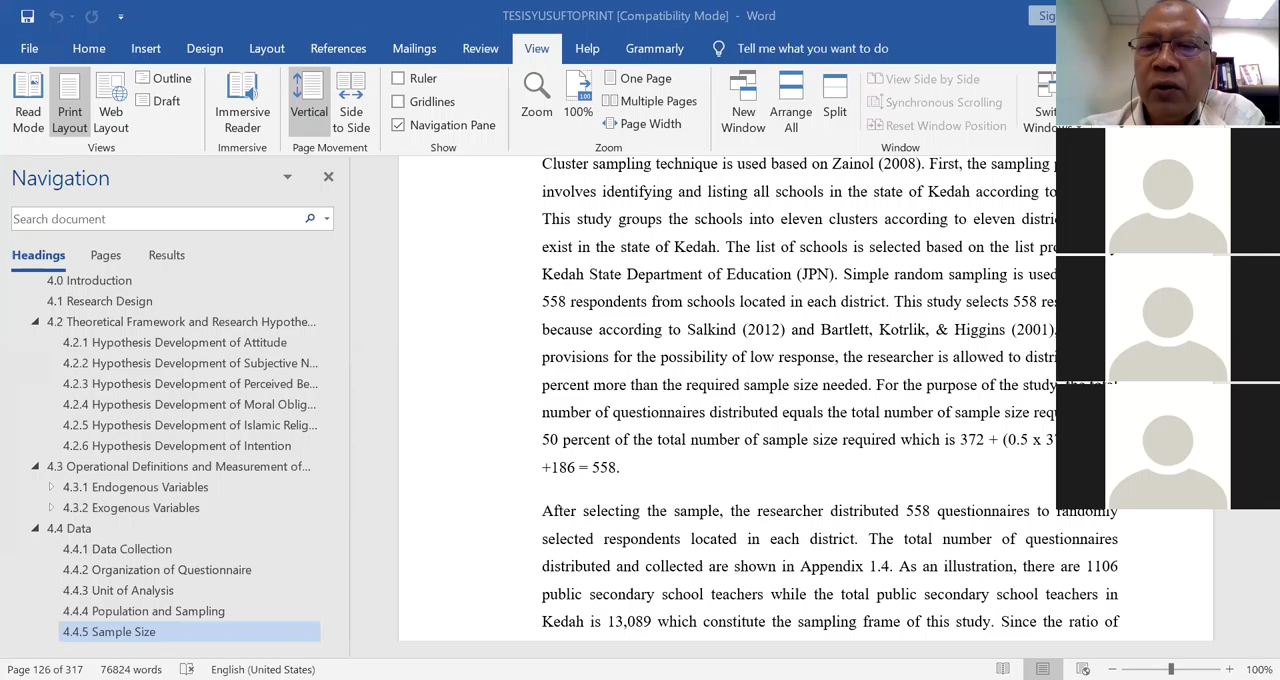 TESISYUSUFTOPRINT [Compatibility Mode] - Word
Sig
File Home Insert Design Layout References Mailings Review View Help Grammarly Tell me what you want to do
Read Mode
Print Layout
Web Layout
Outline
Draft
Views
Immersive Reader
Immersive
Vertical
Side to Side
Page Movement
Ruler
Gridlines
Navigation Pane
Show
Zoom
100
100%
One Page
Multiple Pages
Page Width
Zoom
New Window
Arrange All
Split
View Side by Side
Synchronous Scrolling
Reset Window Position
Window
Navigation
Search document
Headings Pages Results
4.0 Introduction
4.1 Research Design
4.2 Theoretical Framework and Research Hypothe...
4.2.1 Hypothesis Development of Attitude
4.2.2 Hypothesis Development of Subjective N...
4.2.3 Hypothesis Development of Perceived Be...
4.2.4 Hypothesis Development of Moral Oblig...
4.2.5 Hypothesis Development of Islamic Relig...
4.2.6 Hypothesis Development of Intention
4.3 Operational Definitions and Measurement of...
4.3.1 Endogenous Variables
4.3.2 Exogenous Variables
4.4 Data
4.4.1 Data Collection
4.4.2 Organization of Questionnaire
4.4.3 Unit of Analysis
4.4.4 Population and Sampling
4.4.5 Sample Size
Cluster sampling technique is used based on Zainol (2008). First, the sampling
involves identifying and listing all schools in the state of Kedah according to
This study groups the schools into eleven clusters according to eleven
exist in the state of Kedah. The list of schools is selected based on the list
Kedah State Department of Education (JPN). Simple random sampling is used
558 respondents from schools located in each district. This study selects 558
because according to Salkind (2012) and Bartlett, Kotrlik, & Higgins (2001),
provisions for the possibility of low response, the researcher is allowed to
percent more than the required sample size needed. For the purpose of the study, the total
number of questionnaires distributed equals the total number of sample size
50 percent of the total number of sample size required which is 372 + (0.5 x
+186 = 558.
After selecting the sample, the researcher distributed 558 questionnaires to randomly
selected respondents located in each district. The total number of questionnaires
distributed and collected are shown in Appendix 1.4. As an illustration, there are 1106
public secondary school teachers while the total public secondary school teachers in
Kedah is 13,089 which constitute the sampling frame of this study. Since the ratio of
Page 126 of 317 76824 words English (United States) 100%